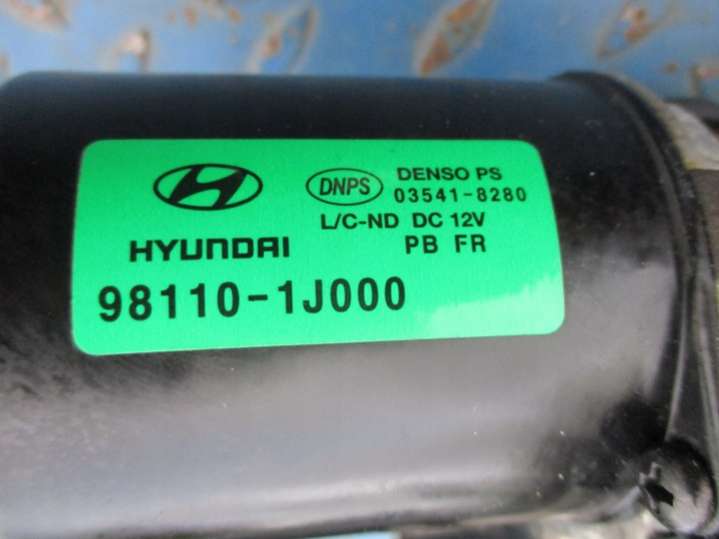 DNPS
DENSO PS
03541-8280
L/C-ND DC 12V
HYUNDAI
PB FR
98110-1J000